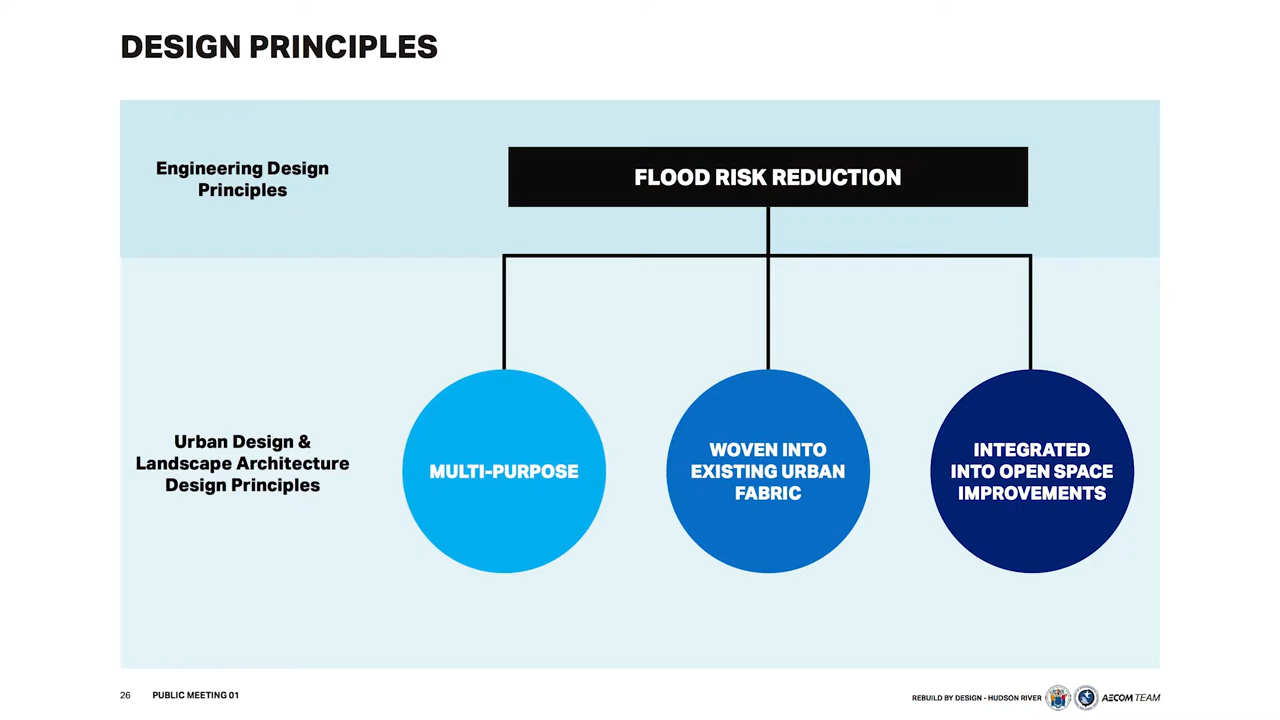 DESIGN PRINCIPLES
Engineering Design
Principles
FLOOD RISK REDUCTION
Urban Design &
Landscape Architecture
Design Principles
MULTI-PURPOSE
WOVEN INTO
EXISTING URBAN
FABRIC
INTEGRATED
INTO OPEN SPACE
IMPROVEMENTS
26 PUBLIC MEETING 01
REBUILD BY DESIGN - HUDSON RIVER AECOM TEAM